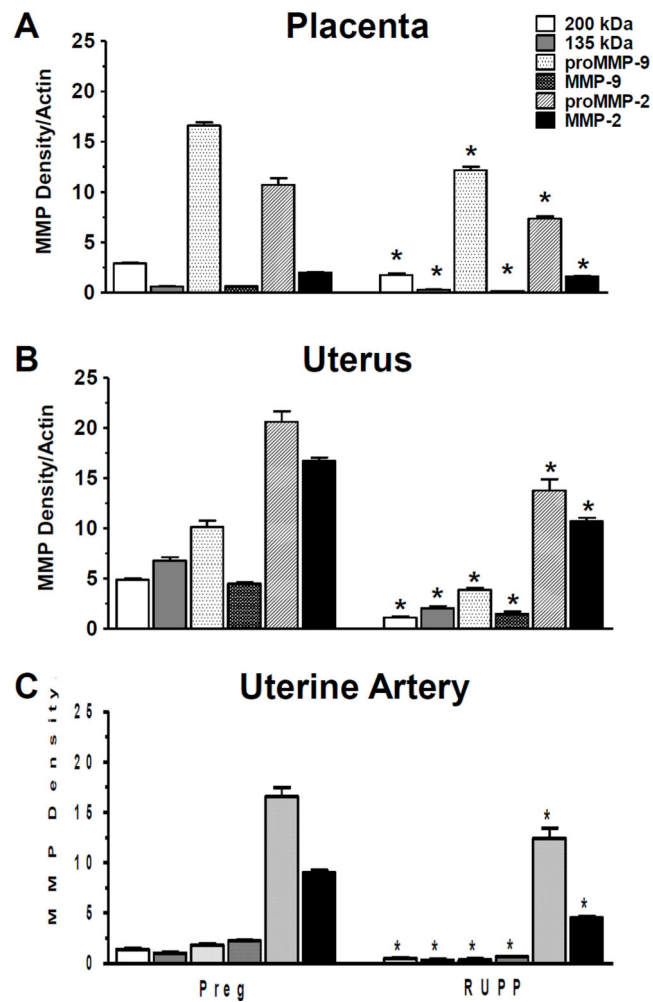 A Placenta
200 kDa
135 kDa
proMMP-9
MMP-9
proMMP-2
MMP-2
MMP Density/Actin
25
20
15
10
5
0
* * * * * *
B Uterus
MMP Density/Actin
25
20
15
10
5
0
* * * * * *
C Uterine Artery
MMP Density.
25
20
15
10
5
0
* * * * * *
Preg RUPP